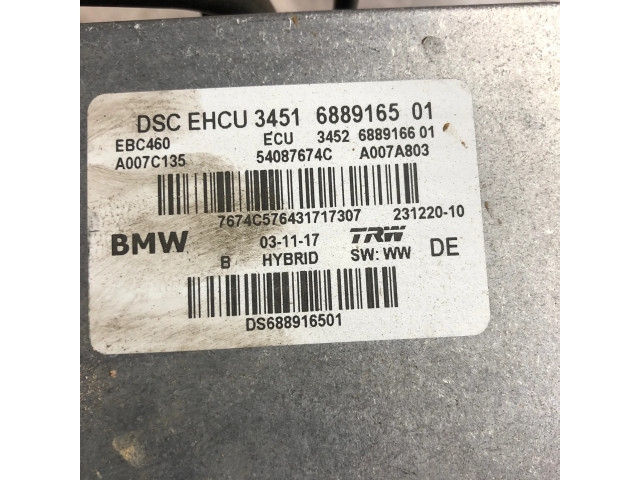 DSC EHCU 3451 6889165 01
EBC460 ECU 3452 6889166 01
A007C135 54087674C A007A803
7674C576431717307 231220-10
BMW 03-11-17 TRW DE
B HYBRID SW: WW
DS688916501